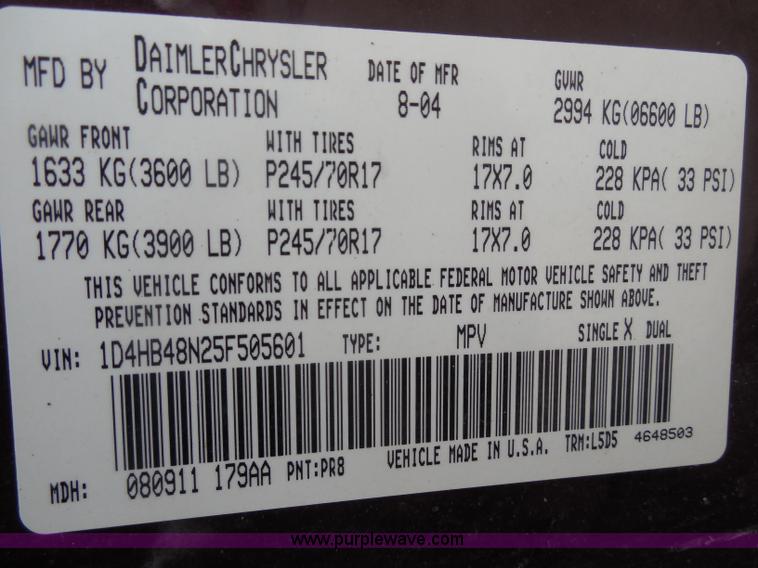 MFD BY DAIMLERCHRYSLER CORPORATION DATE OF MFR 8-04 GVWR 2994 KG(06600 LB)
GAWR FRONT WITH TIRES RIMS AT COLD
1633 KG(3600 LB) P245/70R17 17X7.0 228 KPA( 33 PSI)
GAWR REAR WITH TIRES RIMS AT COLD
1770 KG(3900 LB) P245/70R17 17X7.0 228 KPA( 33 PSI)
THIS VEHICLE CONFORMS TO ALL APPLICABLE FEDERAL MOTOR VEHICLE SAFETY AND THEFT
PREVENTION STANDARDS IN EFFECT ON THE DATE OF MANUFACTURE SHOWN ABOVE.
VIN: 1D4HB48N25F505601 TYPE: MPV SINGLE X DUAL
MDH: 080911 179AA PNT:PR8 VEHICLE MADE IN U.S.A. TRM:L5D5 4648503
www.purplewave.com